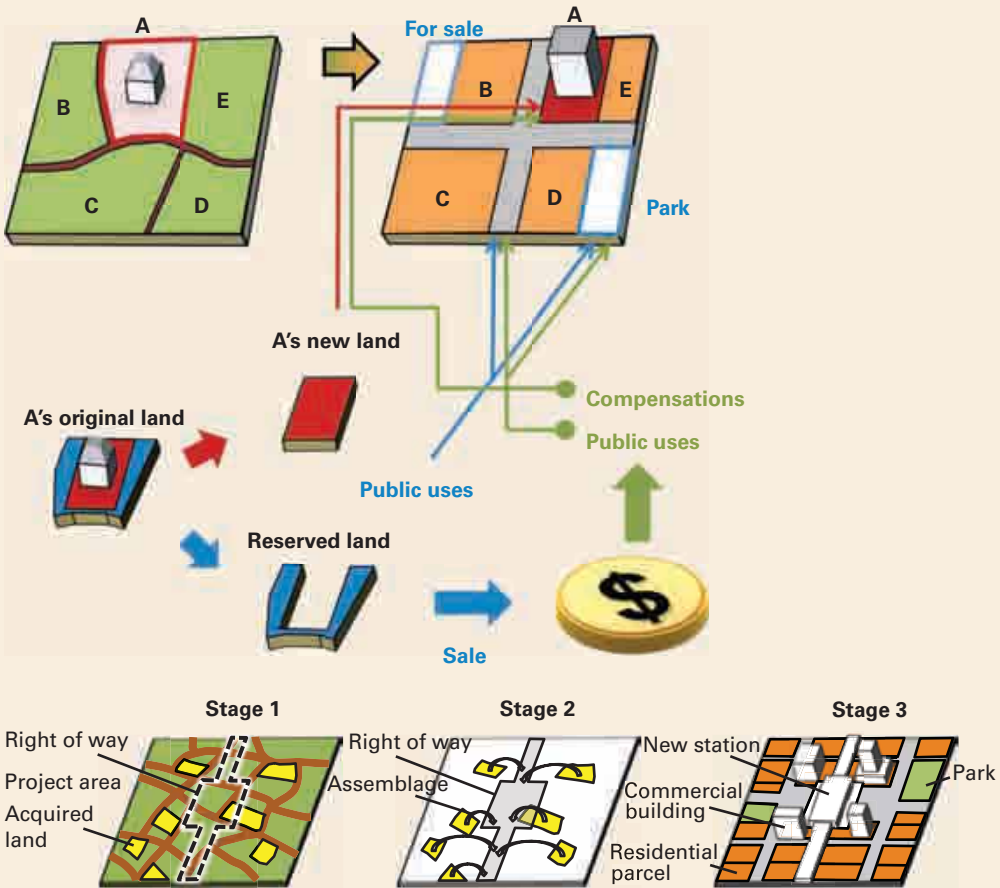 A
B
E
C
D
For sale
A
B
E
C
D
Park
A's new land
A's original land
Compensations
Public uses
Public uses
Reserved land
$
Sale
Stage 1
Right of way
Project area
Acquired
land
Stage 2
Right of way
Assemblage
Stage 3
New station
Park
Commercial
building
Residential
parcel